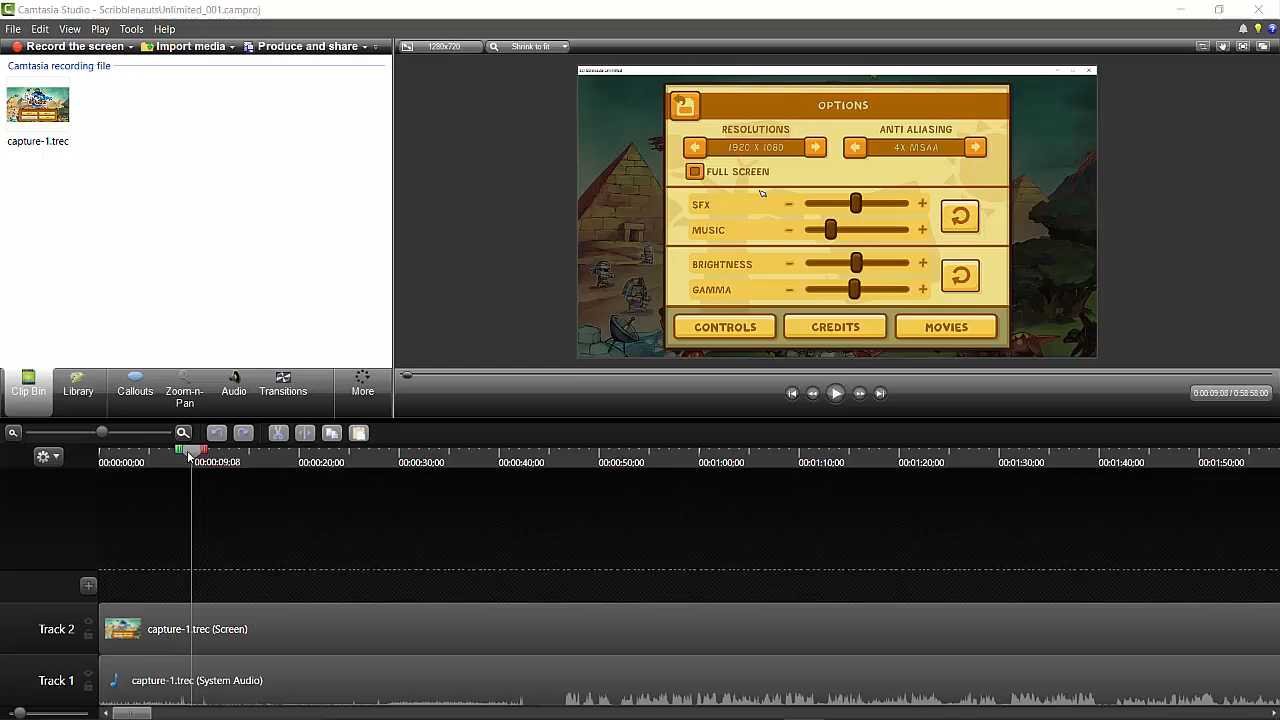 Camtasia Studio - ScribblenautsUnlimited_001.camproj
File Edit View Play Tools Help
Record the screen Import media Produce and share
1280x720 Shrink to fit
Camtasia recording file
capture-1.trec
Scribblenauts Unlimited
OPTIONS
RESOLUTIONS ANTI ALIASING
1920 X 1080 4X MSAA
FULL SCREEN
SFX - +
MUSIC - +
BRIGHTNESS - +
GAMMA - +
CONTROLS CREDITS MOVIES
Clip Bin Library Callouts Zoom-n-Pan Audio Transitions More
0:00:09;08 / 0:58:58;00
00:00:00;00 00:00:09;08 00:00:20;00 00:00:30;00 00:00:40;00 00:00:50;00 00:01:00;00 00:01:10;00 00:01:20;00 00:01:30;00 00:01:40;00 00:01:50;00
Track 2 capture-1.trec (Screen)
Track 1 capture-1.trec (System Audio)